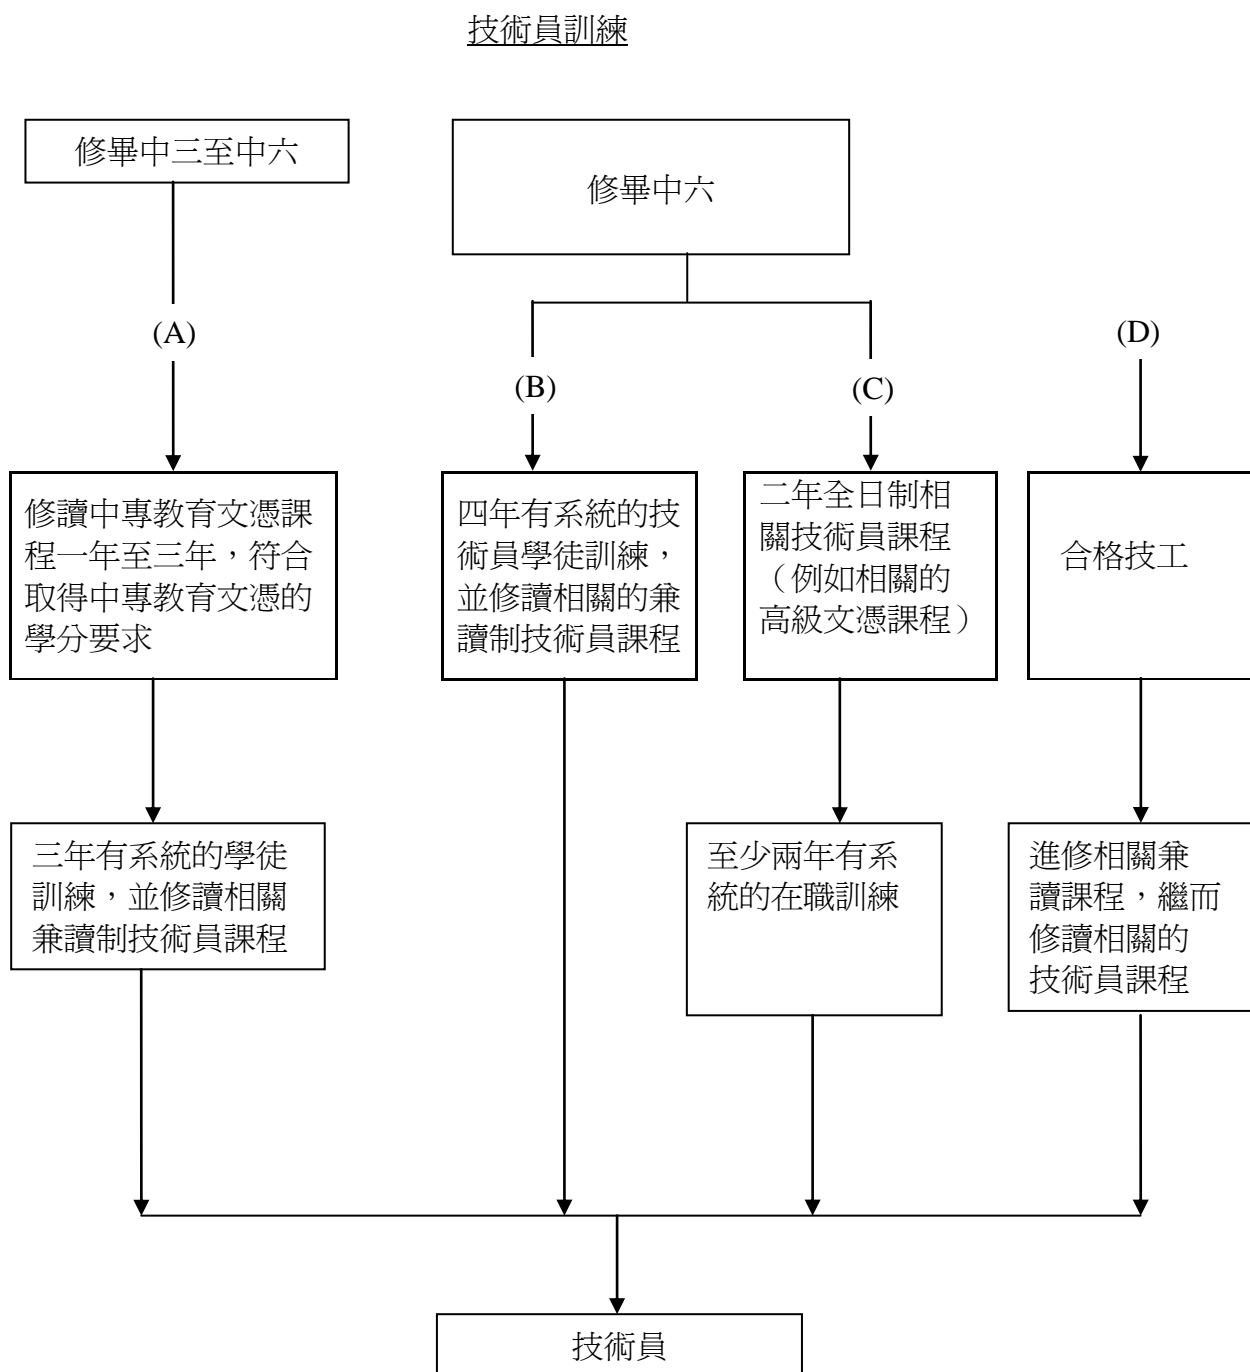 技術員訓練
修畢中三至中六
修畢中六
(A)
(B)
(C)
(D)
修讀中專教育文憑課
程一年至三年，符合
取得中專教育文憑的
學分要求
四年有系統的技
術員學徒訓練，
並修讀相關的兼
讀制技術員課程
二年全日制相
關技術員課程
（例如相關的
高級文憑課程）
合格技工
三年有系統的學徒
訓練，並修讀相關
兼讀制技術員課程
至少兩年有系
統的在職訓練
進修相關兼
讀課程，繼而
修讀相關的
技術員課程
技術員